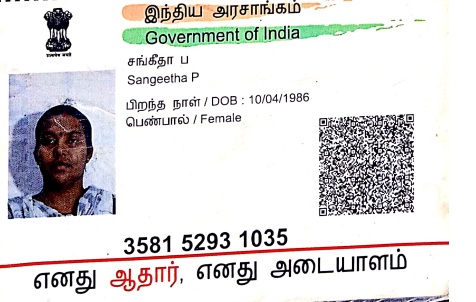 இந்திய அரசாங்கம்
Government of India
சங்கீதா ப
Sangeetha P
பிறந்த நாள் / DOB : 10/04/1986
பெண்பால் / Female
3581 5293 1035
எனது ஆதார், எனது அடையாளம்